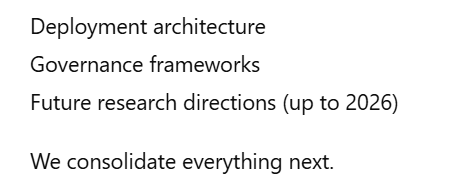 Deployment architecture
Governance frameworks
Future research directions (up to 2026)
We consolidate everything next.